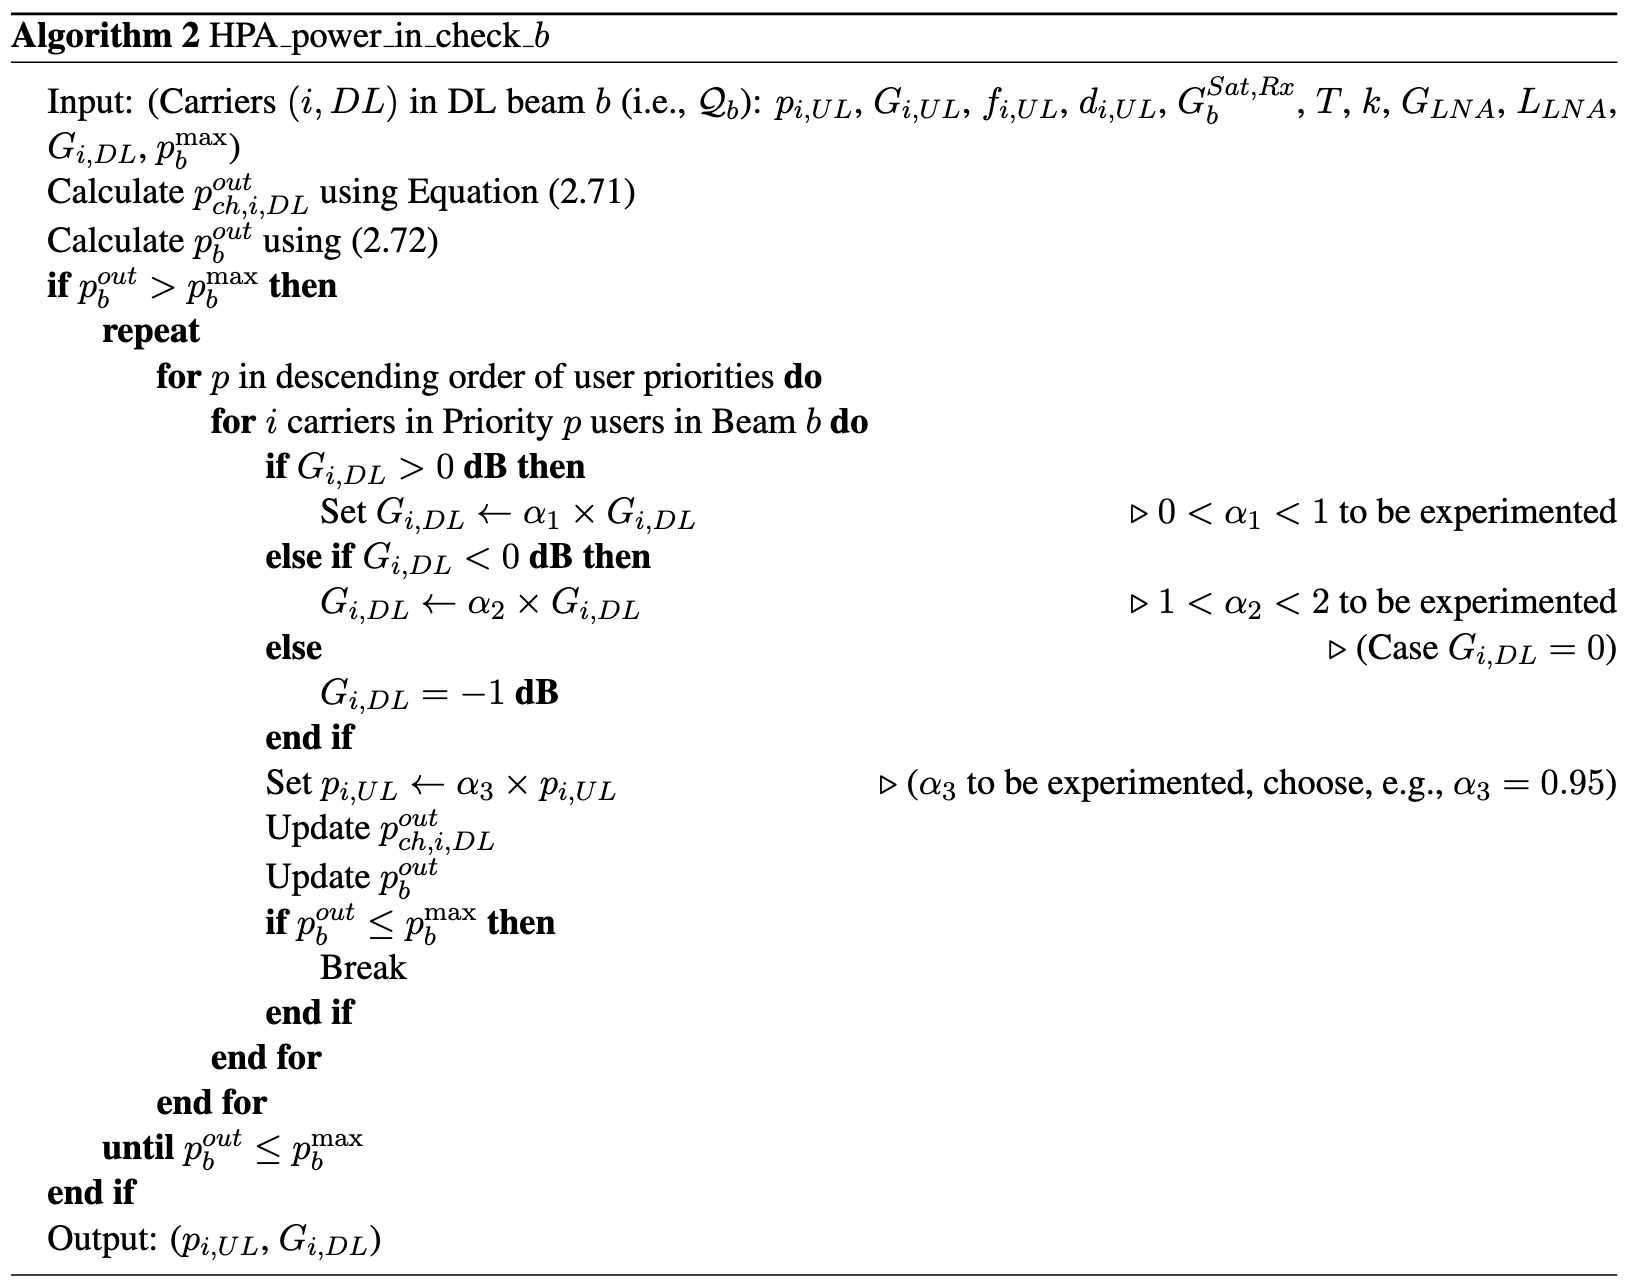 Algorithm 2 HPA_power_in_check_b
Input: (Carriers $(i, DL)$ in DL beam $b$ (i.e., $\mathcal{Q}_b$): $p_{i,UL}$, $G_{i,UL}$, $f_{i,UL}$, $d_{i,UL}$, $G_b^{Sat,Rx}$, $T$, $k$, $G_{LNA}$, $L_{LNA}$,
$G_{i,DL}$, $p_b^{\max}$)
Calculate $p_{ch,i,DL}^{out}$ using Equation (2.71)
Calculate $p_b^{out}$ using (2.72)
if $p_b^{out} > p_b^{\max}$ then
repeat
for $p$ in descending order of user priorities do
for $i$ carriers in Priority $p$ users in Beam $b$ do
if $G_{i,DL} > 0$ dB then
Set $G_{i,DL} \leftarrow \alpha_1 \times G_{i,DL}$ ▷ $0 < \alpha_1 < 1$ to be experimented
else if $G_{i,DL} < 0$ dB then
$G_{i,DL} \leftarrow \alpha_2 \times G_{i,DL}$ ▷ $1 < \alpha_2 < 2$ to be experimented
else ▷ (Case $G_{i,DL} = 0$)
$G_{i,DL} = -1$ dB
end if
Set $p_{i,UL} \leftarrow \alpha_3 \times p_{i,UL}$ ▷ ($\alpha_3$ to be experimented, choose, e.g., $\alpha_3 = 0.95$)
Update $p_{ch,i,DL}^{out}$
Update $p_b^{out}$
if $p_b^{out} \leq p_b^{\max}$ then
Break
end if
end for
end for
until $p_b^{out} \leq p_b^{\max}$
end if
Output: ($p_{i,UL}$, $G_{i,DL}$)